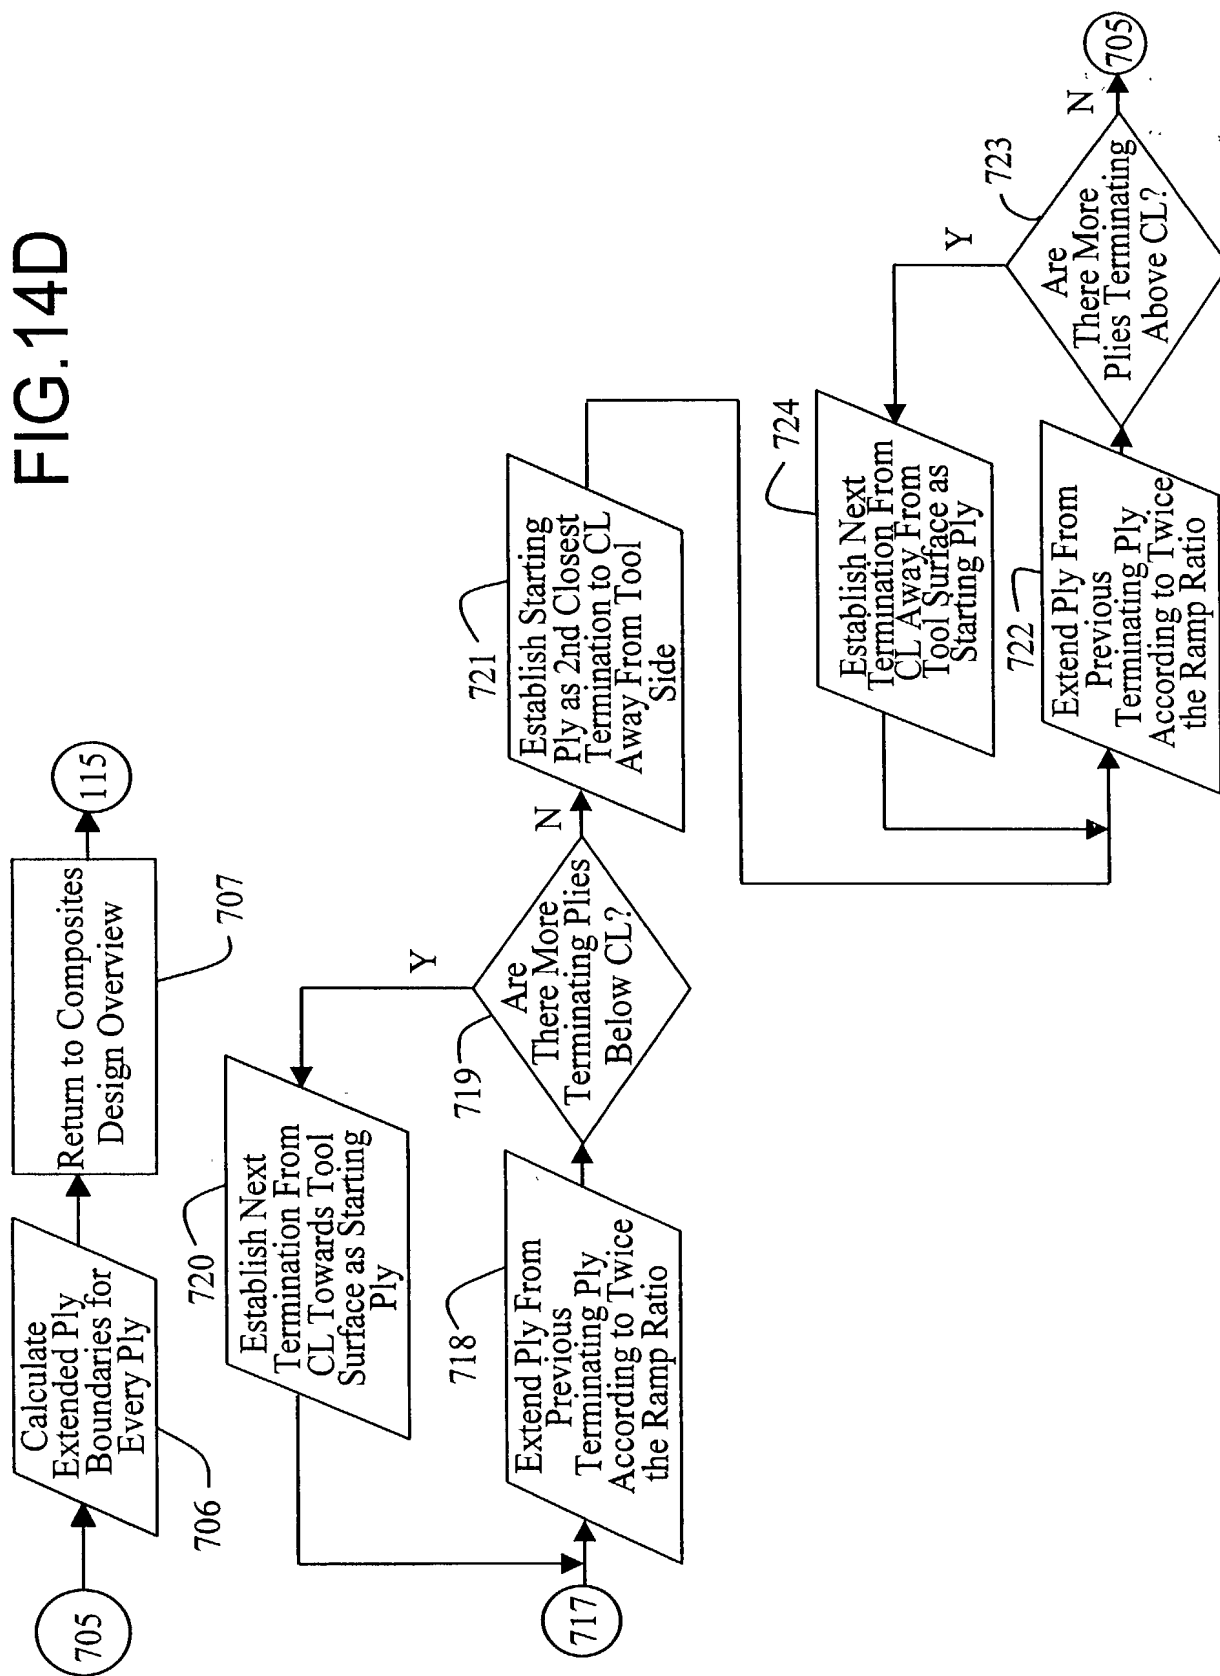 FIG.14D
705
Calculate
Extended Ply
Boundaries for
Every Ply
706
Return to Composites
Design Overview
707
115
720
Establish Next
Termination From
CL Towards Tool
Surface as Starting
Ply
717
718
Extend Ply From
Previous
Terminating Ply
According to Twice
the Ramp Ratio
719
Are
There More
Terminating Plies
Below CL?
Y
N
721
Establish Starting
Ply as 2nd Closest
Termination to CL
Away From Tool
Side
724
Establish Next
Termination From
CL Away From
Tool Surface as
Starting Ply
722
Extend Ply From
Previous
Terminating Ply
According to Twice
the Ramp Ratio
723
Are
There More
Plies Terminating
Above CL?
Y
N
705